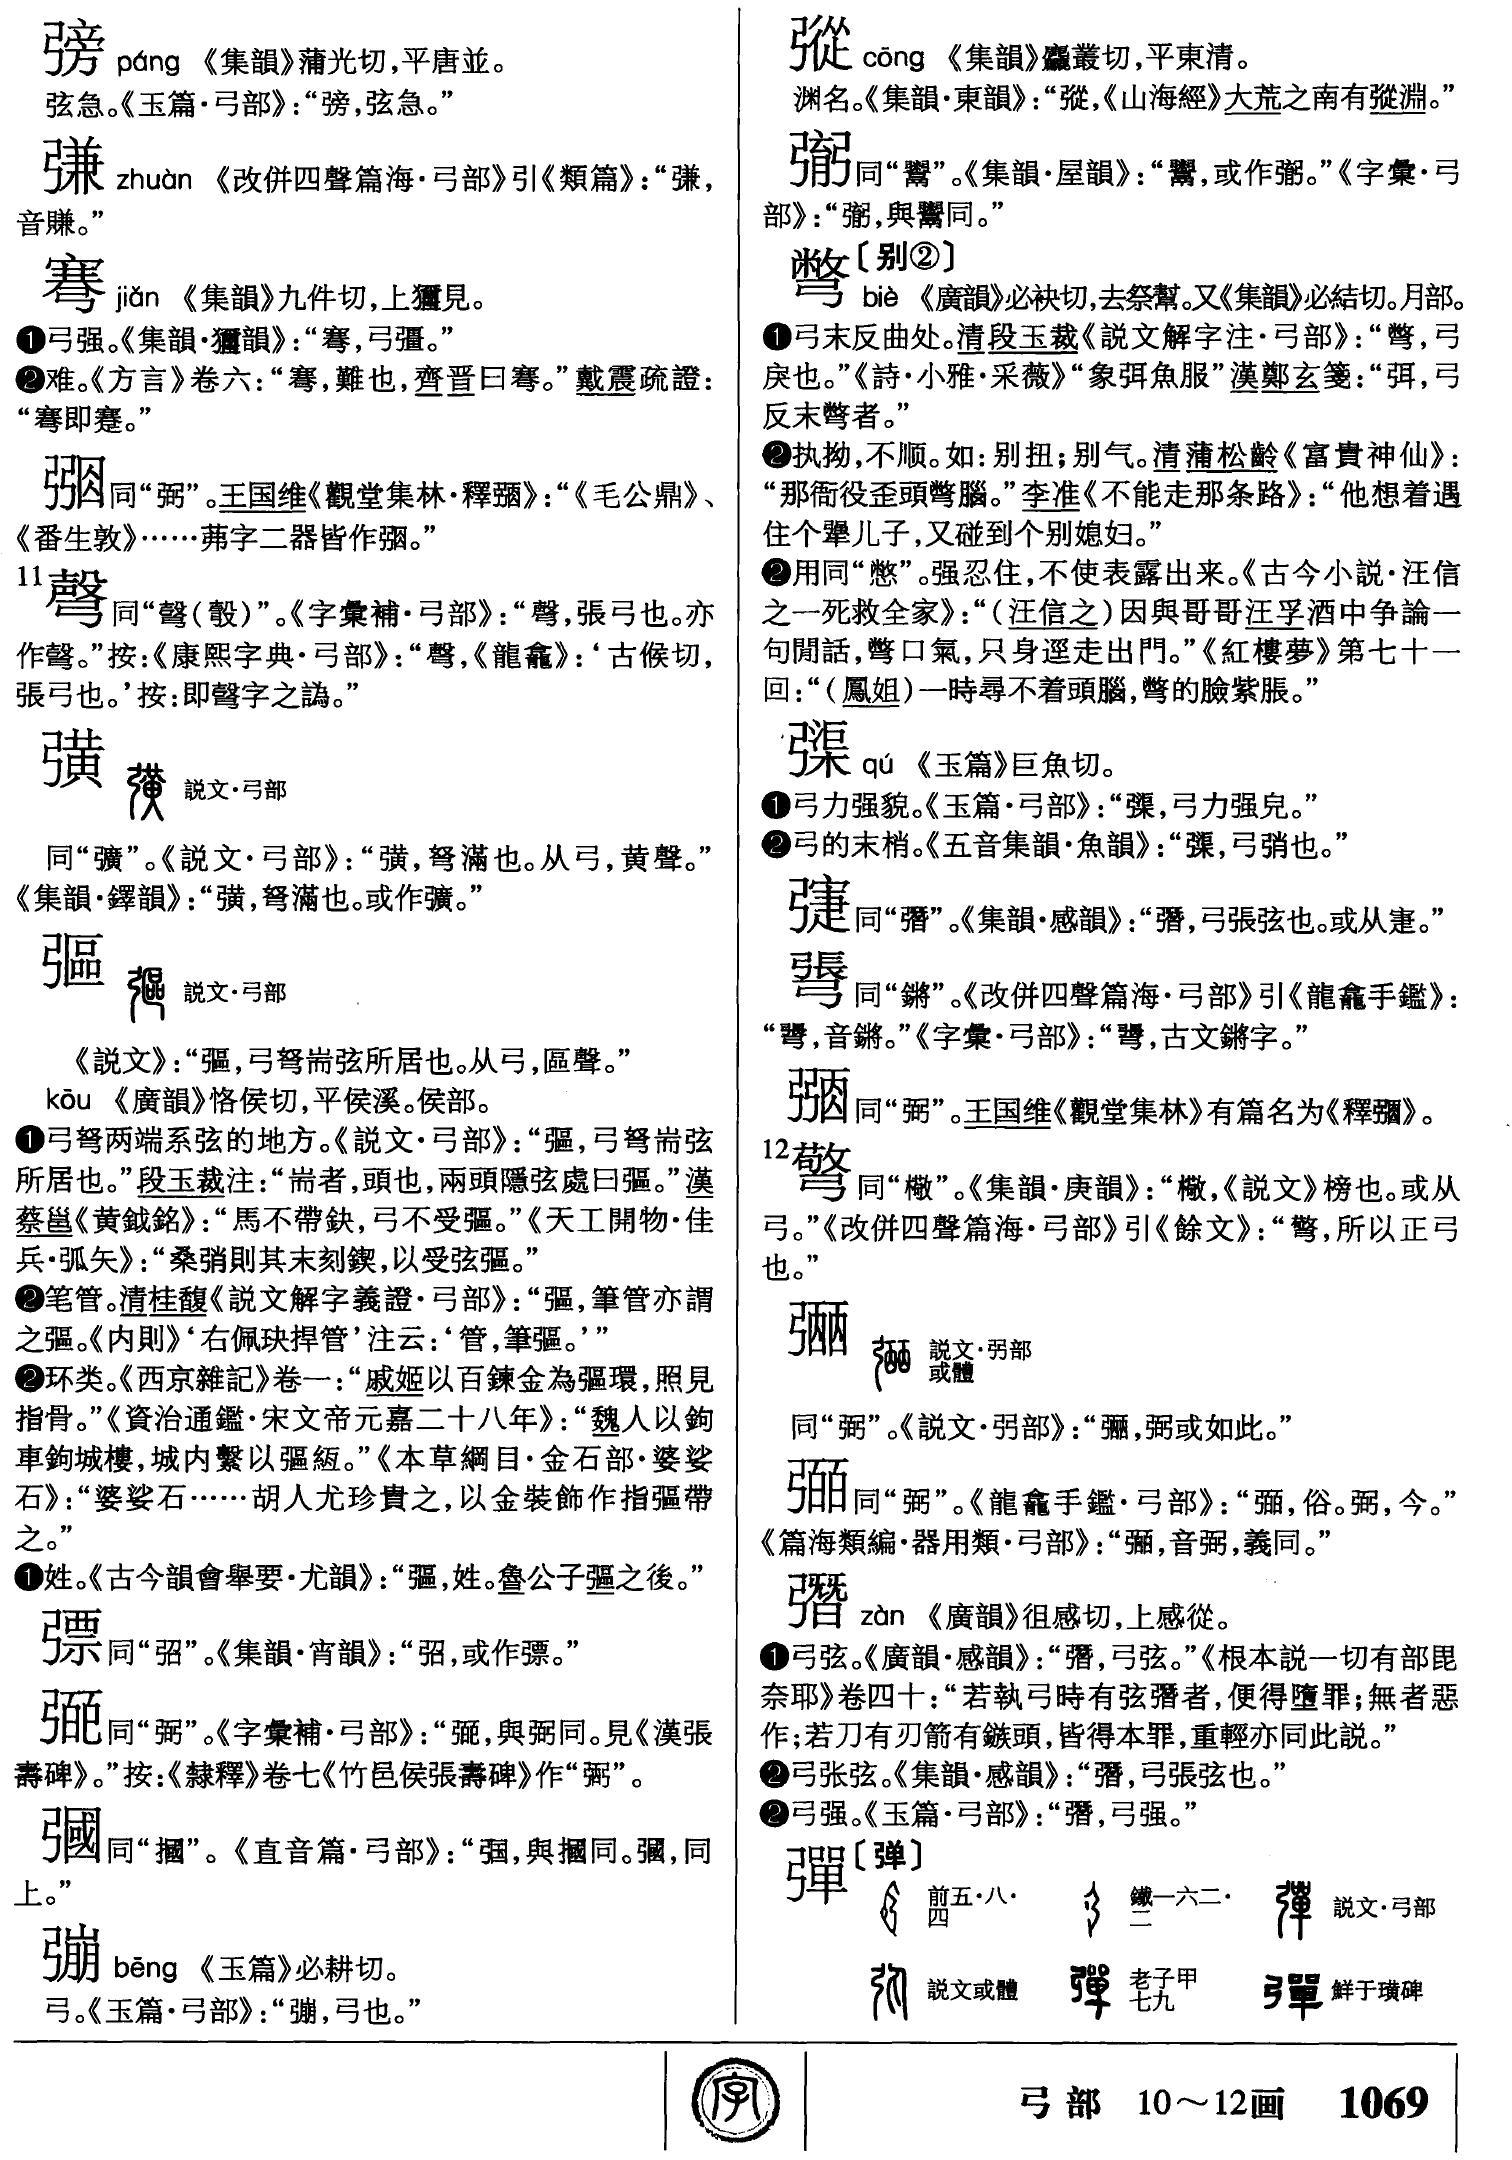 páng 《集韻》蒲光切,平唐並。
弦急。《玉篇·弓部》:“㢽,弦急。”
zhuàn 《改併四聲篇海·弓部》引《類篇》:“,
音賺。”
jiǎn 《集韻》九件切,上獮見。
❶弓强。《集韻·獮韻》:“,弓彊。”
❷难。《方言》卷六:“,難也,齊晋曰。”戴震疏證:
“即蹇。”
同“弼”。王国维《觀堂集林·釋》:“《毛公鼎》、
《番生敦》……茀字二器皆作。”
11
同“彀(彀)”。《字彙補·弓部》:“,張弓也。亦
作。”按:《康熙字典·弓部》:“,《龍龕》:‘古候切,
張弓也。’按:即字之譌。”
彉 説文·弓部
同“彍”。《説文·弓部》:“彉,弩滿也。从弓,黄聲。”
《集韻·鐸韻》:“彉,弩滿也。或作彍。”
彄 説文·弓部
《説文》:“彄,弓弩耑弦所居也。从弓,區聲。”
kōu 《廣韻》恪侯切,平侯溪。侯部。
❶弓弩两端系弦的地方。《説文·弓部》:“彄,弓弩耑弦
所居也。”段玉裁注:“耑者,頭也,兩頭隱弦處曰彄。”漢
蔡邕《黄鉞銘》:“馬不帶鈌,弓不受彄。”《天工開物·佳
兵·弧矢》:“桑弰則其末刻鍥,以受弦彄。”
❷笔管。清桂馥《説文解字義證·弓部》:“彄,筆管亦謂
之彄。《内則》‘右佩玦捍管’注云:‘管,筆彄。’”
❷环类。《西京雜記》卷一:“戚姬以百鍊金為彄環,照見
指骨。”《資治通鑑·宋文帝元嘉二十八年》:“魏人以鉤
車鉤城樓,城内繫以彄絙。”《本草綱目·金石部·婆娑
石》:“婆娑石……胡人尤珍貴之,以金裝飾作指彄帶
之。”
❶姓。《古今韻會舉要·尤韻》:“彄,姓。魯公子彄之後。”
同“弨”。《集韻·宵韻》:“弨,或作彯。”
同“弼”。《字彙補·弓部》:“,與弼同。見《漢張
壽碑》。”按:《隸釋》卷七《竹邑侯張壽碑》作“弻”。
彏同“摑”。《直音篇·弓部》:“,與摑同。,同
上。”
弸 bēng 《玉篇》必耕切。
弓。《玉篇·弓部》:“,弓也。”
cōng 《集韻》麤叢切,平東清。
渊名。《集韻·東韻》:“,《山海經》大荒之南有淵。”
同“鬻”。《集韻·屋韻》:“鬻,或作。”《字彙·弓
部》:“,與鬻同。”
彆〔别②〕
biè 《廣韻》必袂切,去祭幫。又《集韻》必結切。月部。
❶弓末反曲处。清段玉裁《説文解字注·弓部》:“彆,弓
戾也。”《詩·小雅·采薇》“象弭魚服”漢鄭玄箋:“弭,弓
反末彆者。”
❷执拗,不顺。如:别扭;别气。清蒲松齡《富貴神仙》:
“那衙役歪頭彆腦。”李准《不能走那条路》:“他想着遇
住个犟儿子,又碰到个别媳妇。”
❷用同“憋”。强忍住,不使表露出来。《古今小説·汪信
之一死救全家》:“(汪信之)因與哥哥汪孚酒中争論一
句閒話,彆口氣,只身逕走出門。”《紅樓夢》第七十一
回:“(鳳姐)一時尋不着頭腦,彆的臉紫脹。”
qú 《玉篇》巨魚切。
❶弓力强貌。《玉篇·弓部》:“,弓力强皃。”
❷弓的末梢。《五音集韻·魚韻》:“,弓弰也。”
同“”。《集韻·感韻》:“,弓張弦也。或从疌。”
同“鏘”。《改併四聲篇海·弓部》引《龍龕手鑑》:
“,音鏘。”《字彙·弓部》:“,古文鏘字。”
同“弼”。王国维《觀堂集林》有篇名为《釋》。
12
同“橵”。《集韻·庚韻》:“橵,《説文》榜也。或从
弓。”《改併四聲篇海·弓部》引《餘文》:“,所以正弓
也。”
説文·弜部
或體
同“弼”。《説文·弜部》:“,弼或如此。”
同“弼”。《龍龕手鑑·弓部》:“,俗。弼,今。”
《篇海類編·器用類·弓部》:“,音弼,義同。”
zàn 《廣韻》徂感切,上感從。
❶弓弦。《廣韻·感韻》:“,弓弦。”《根本説一切有部毘
奈耶》卷四十:“若執弓時有弦者,便得墮罪;無者惡
作;若刀有刃箭有鏃頭,皆得本罪,重輕亦同此説。”
❷弓张弦。《集韻·感韻》:“,弓張弦也。”
❷弓强。《玉篇·弓部》:“,弓强。”
彈〔弹〕
前五·八·
四
鐵一六二·
二
説文·弓部
説文或體
老子甲
七九
鮮于璜碑
字
弓部 10～12画 1069